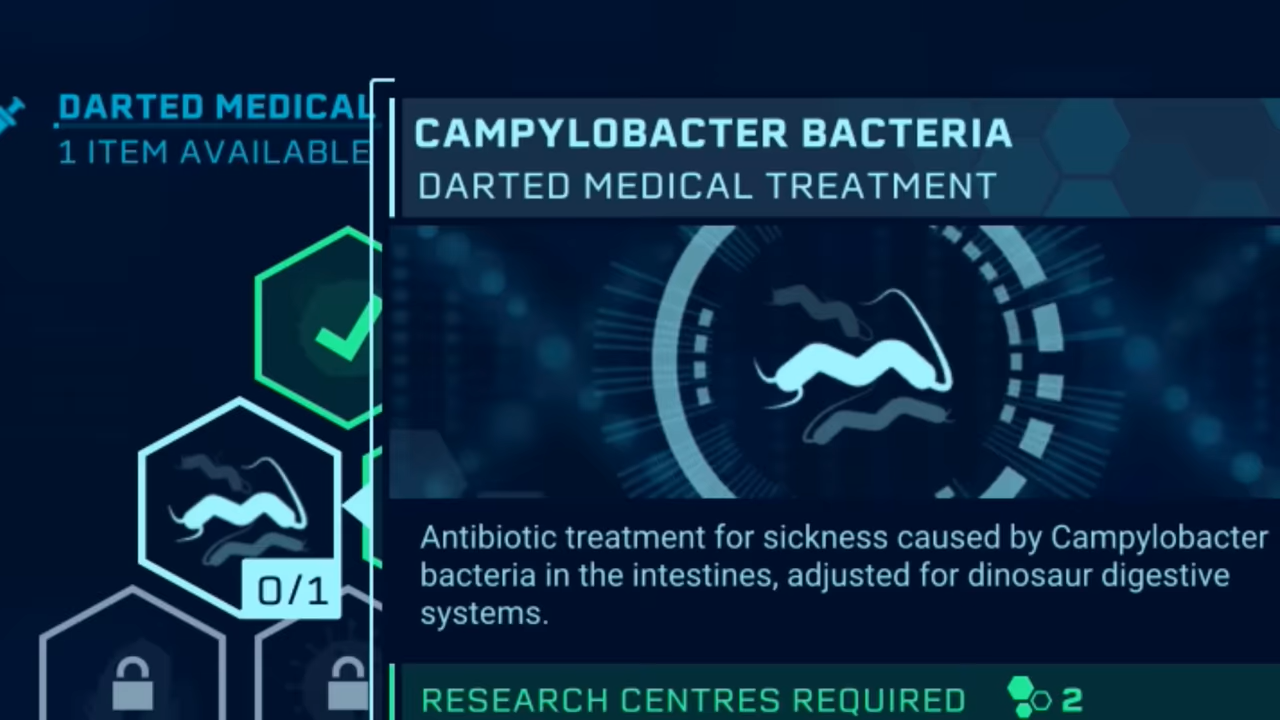 DARTED MEDICAL
1 ITEM AVAILABLE
CAMPYLOBACTER BACTERIA
DARTED MEDICAL TREATMENT
0/1
Antibiotic treatment for sickness caused by Campylobacter
bacteria in the intestines, adjusted for dinosaur digestive
systems.
RESEARCH CENTRES REQUIRED 2